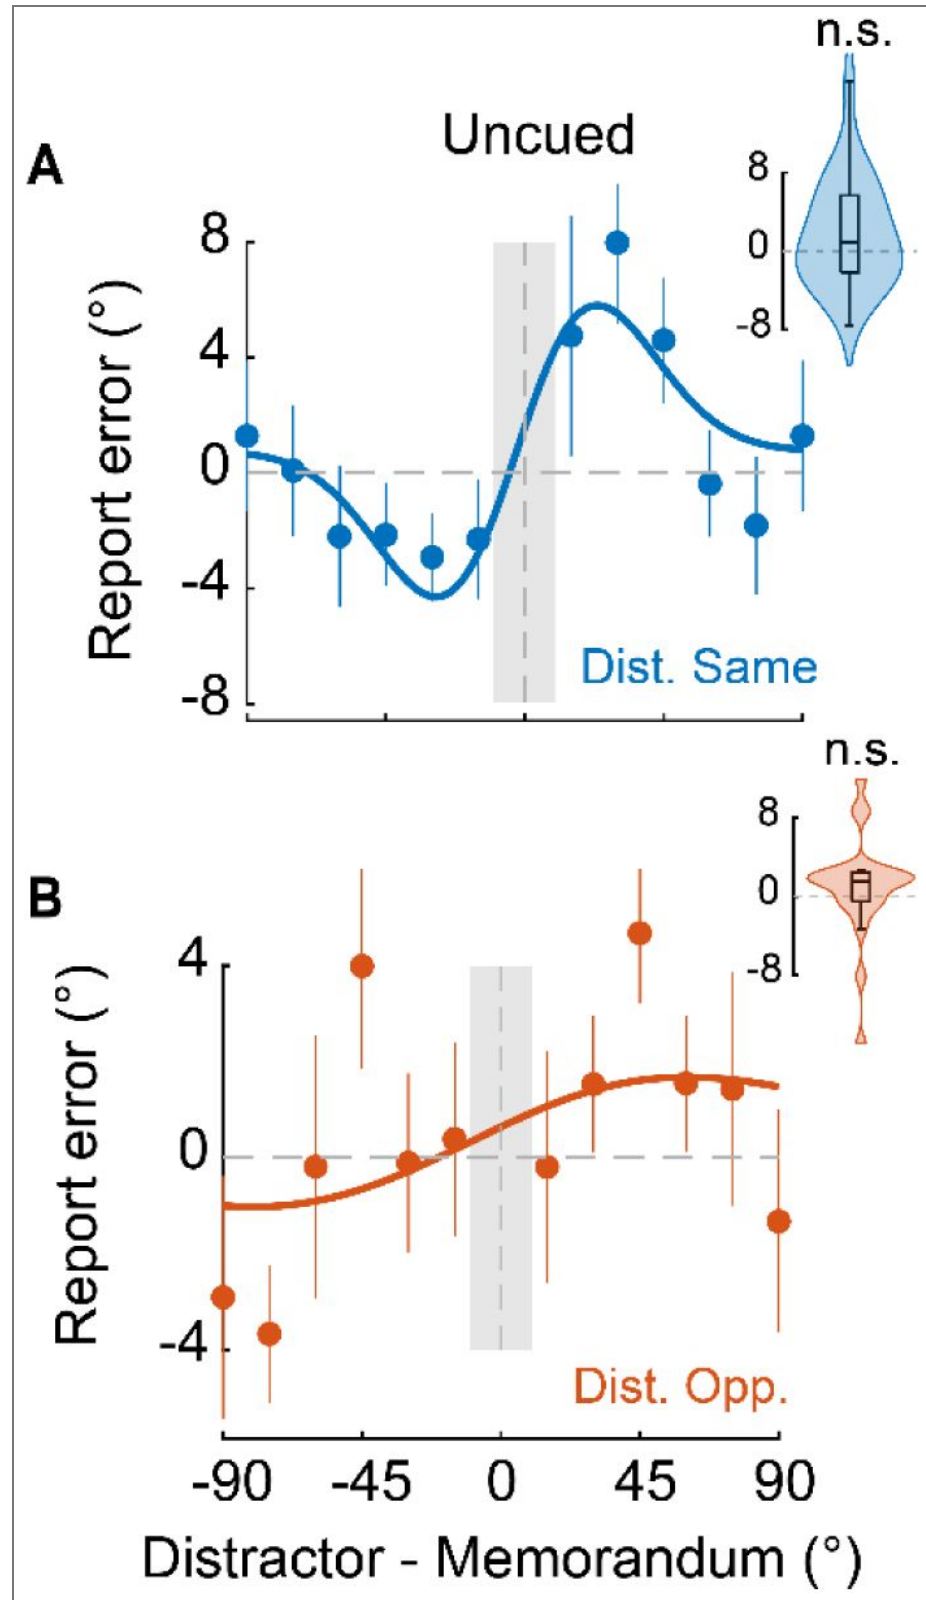 n.s.
A
Uncued
8
4
0
-4
-8
Report error (°)
8
0
-8
Dist. Same
n.s.
B
4
0
-4
Report error (°)
8
0
-8
Dist. Opp.
-90 -45 0 45 90
Distractor - Memorandum (°)